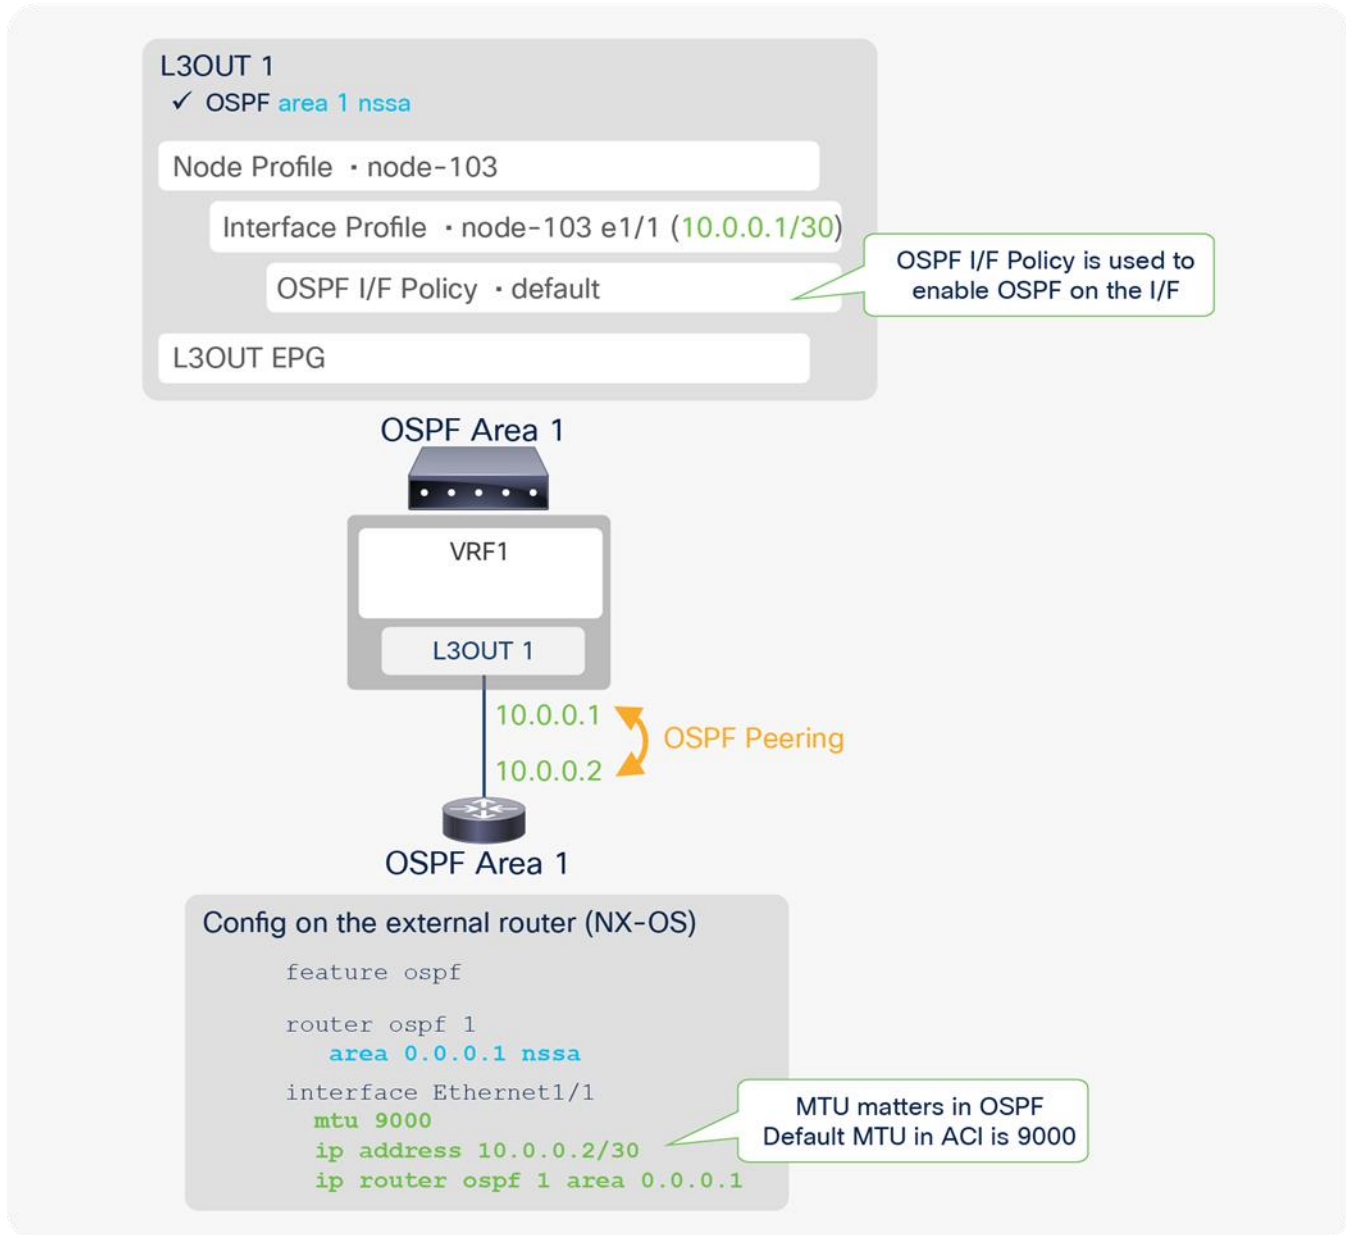 L3OUT 1
✓ OSPF area 1 nssa
Node Profile · node-103
Interface Profile · node-103 e1/1 (10.0.0.1/30)
OSPF I/F Policy · default
OSPF I/F Policy is used to
enable OSPF on the I/F
L3OUT EPG
OSPF Area 1
VRF1
L3OUT 1
10.0.0.1
OSPF Peering
10.0.0.2
OSPF Area 1
Config on the external router (NX-OS)
feature ospf
router ospf 1
area 0.0.0.1 nssa
interface Ethernet1/1
mtu 9000
ip address 10.0.0.2/30
ip router ospf 1 area 0.0.0.1
MTU matters in OSPF
Default MTU in ACI is 9000